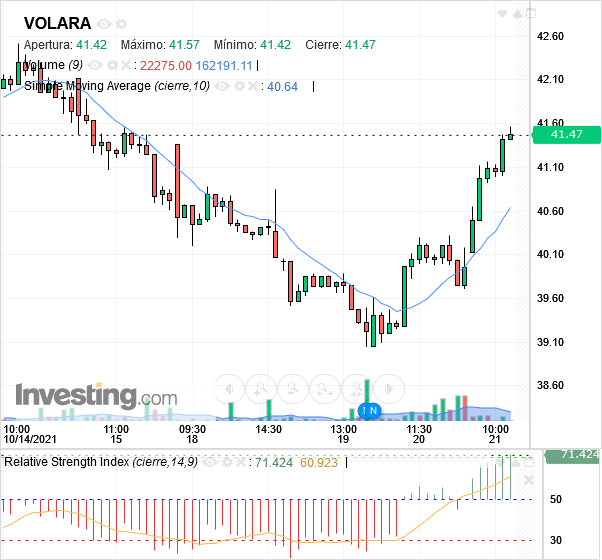 VOLARA
Apertura: 41.42 Máximo: 41.57 Mínimo: 41.42 Cierre: 41.47
Volume (9) : 22275.00 162191.11
Simple Moving Average (cierre,10) : 40.64
42.60
42.10
41.60
41.47
41.10
40.60
40.10
39.60
39.10
38.60
Investing.com
N
10:00 11:00 09:30 14:30 13:00 11:30 10:00
10/14/2021 15 18 19 20 21
Relative Strength Index (cierre,14,9) : 71.424 60.923
71.424
50
30